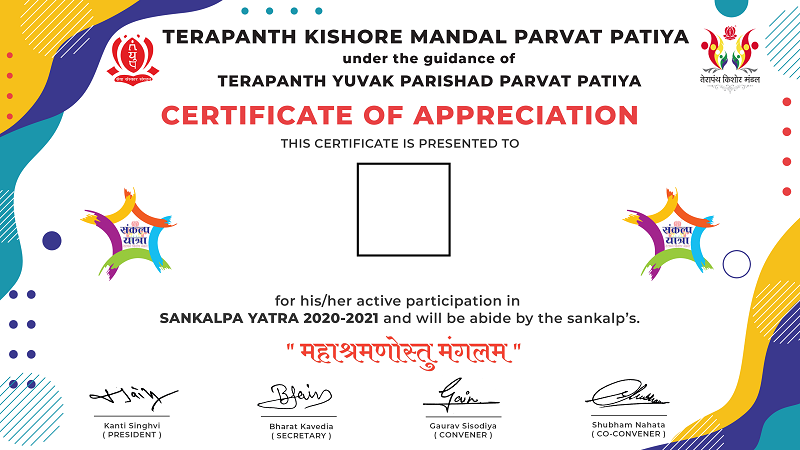 TERAPANTH KISHORE MANDAL PARVAT PATIYA
under the guidance of
TERAPANTH YUVAK PARISHAD PARVAT PATIYA
तेरापंथ किशोर मंडल
CERTIFICATE OF APPRECIATION
THIS CERTIFICATE IS PRESENTED TO
संकल्प
यात्रा
संकल्प
यात्रा
for his/her active participation in
SANKALPA YATRA 2020-2021 and will be abide by the sankalp's.
" महाश्रमणोस्तु मंगलम "
Kanti Singhvi
( PRESIDENT )
Bharat Kavedia
( SECRETARY )
Gaurav Sisodiya
( CONVENER )
Shubham Nahata
( CO-CONVENER )